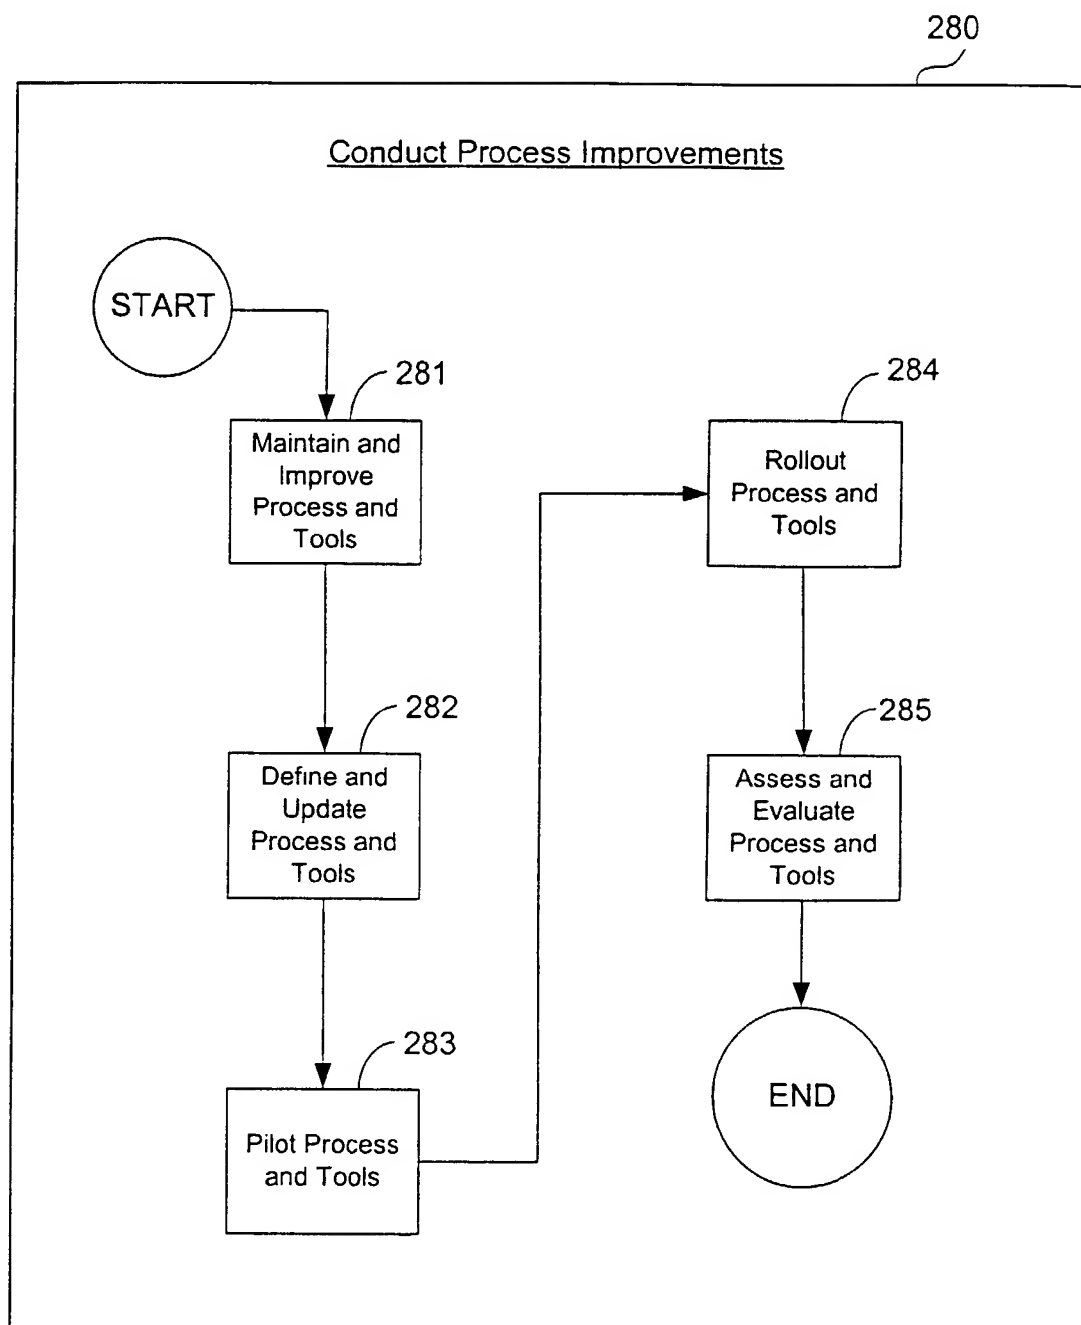 280
Conduct Process Improvements
START
281
Maintain and
Improve
Process and
Tools
282
Define and
Update
Process and
Tools
283
Pilot Process
and Tools
284
Rollout
Process and
Tools
285
Assess and
Evaluate
Process and
Tools
END